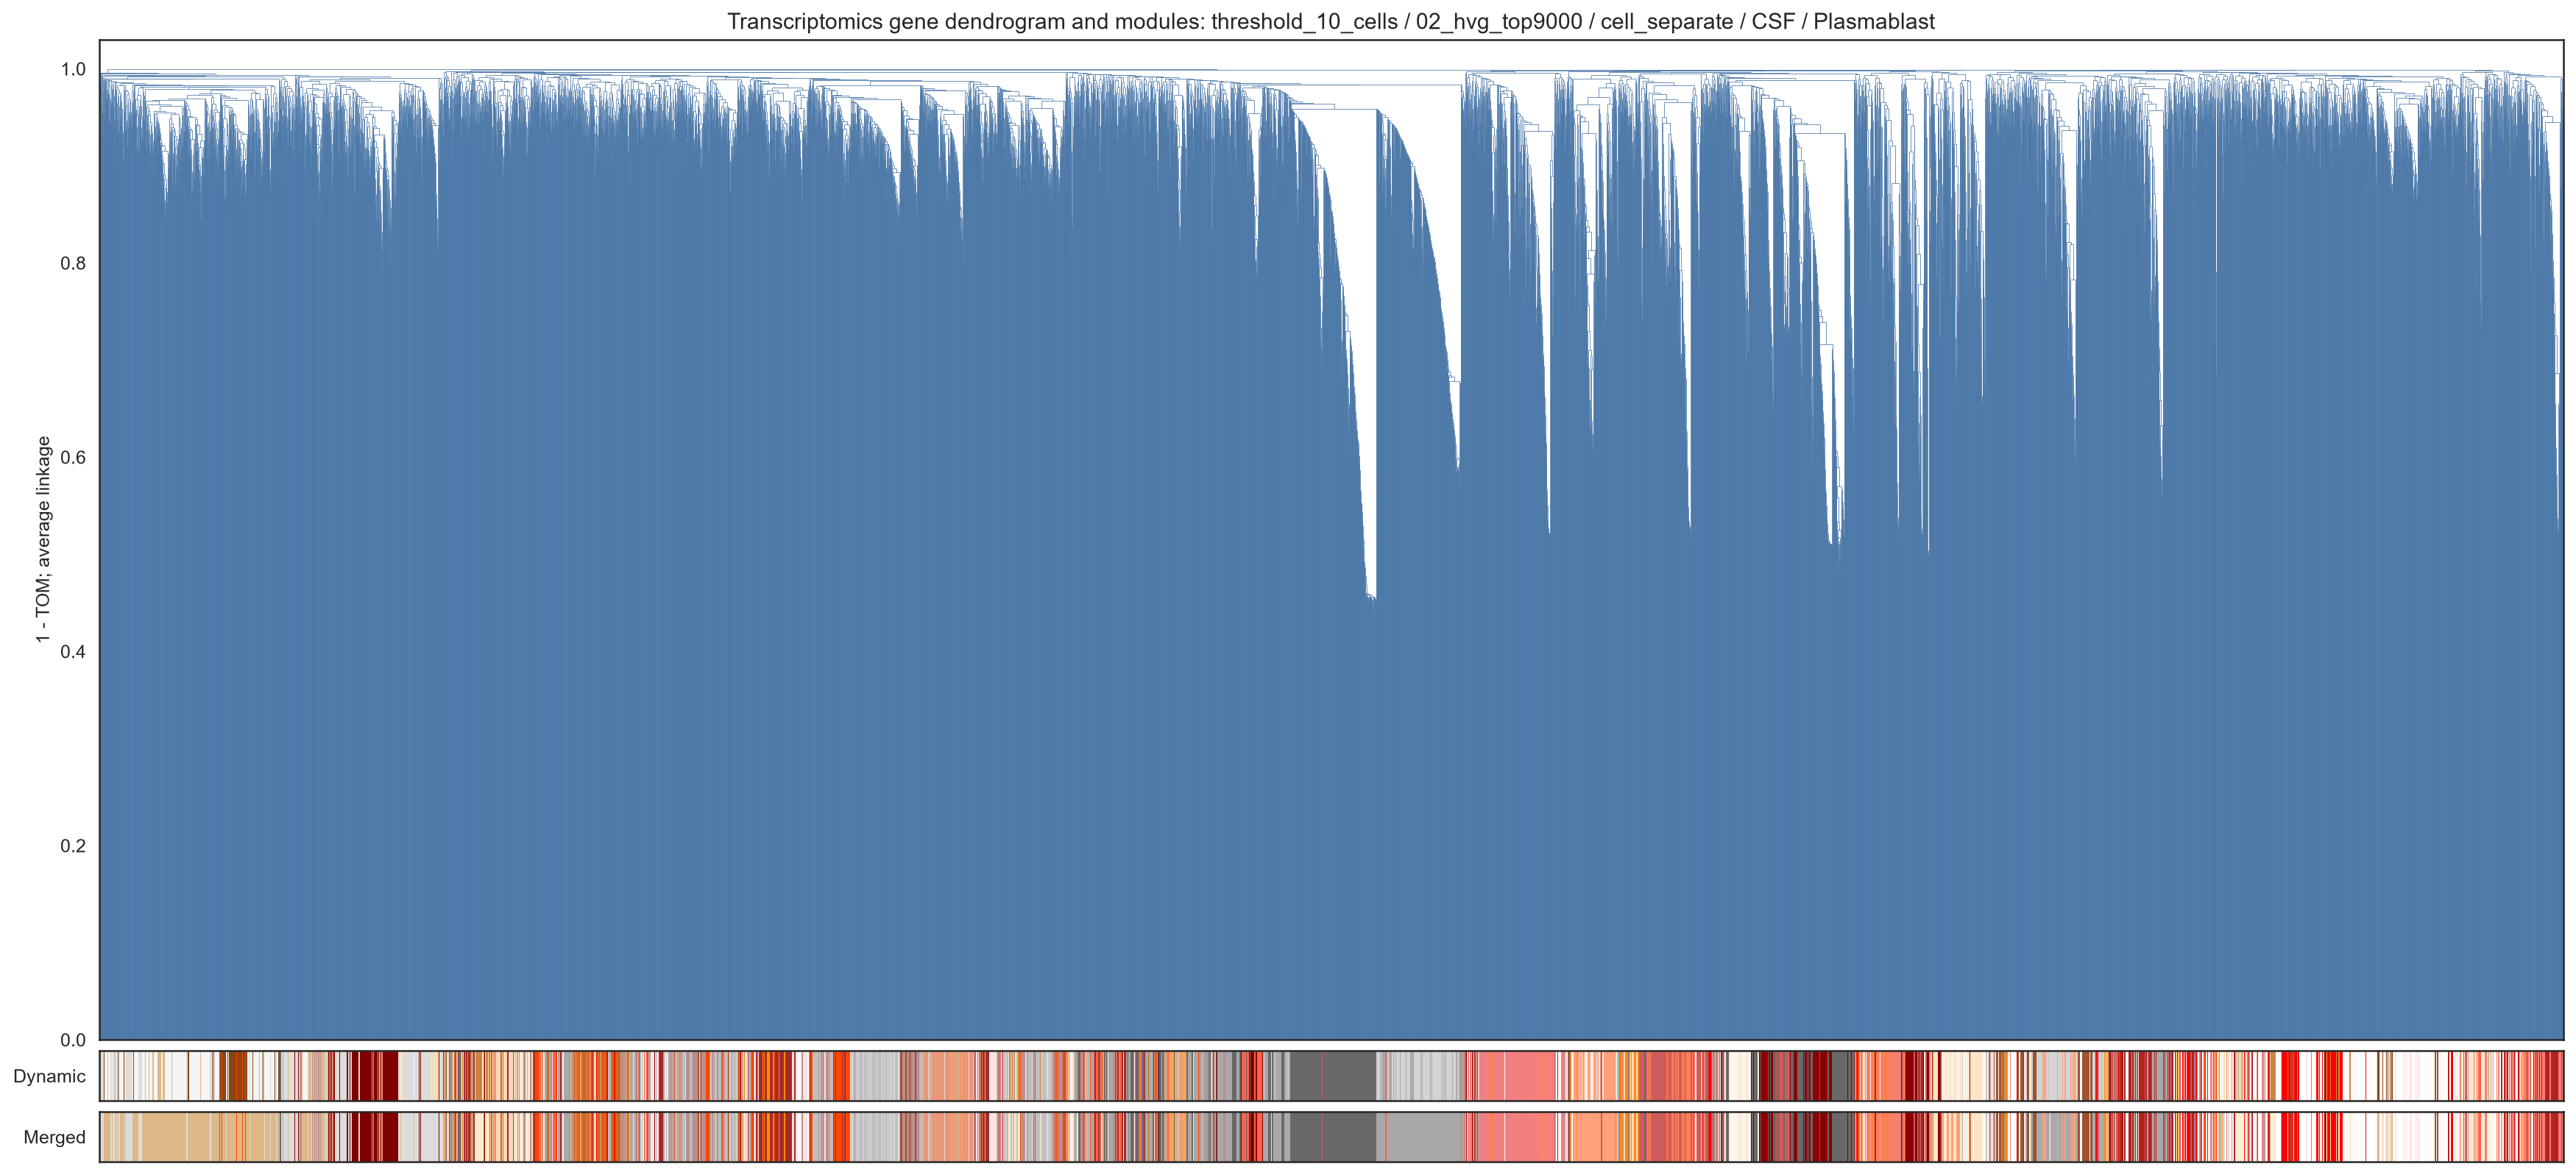 Transcriptomics gene dendrogram and modules: threshold_10_cells / 02_hvg_top9000 / cell_separate / CSF / Plasmablast
1.0
0.8
0.6
0.4
0.2
0.0
1 - TOM; average linkage
Dynamic
Merged